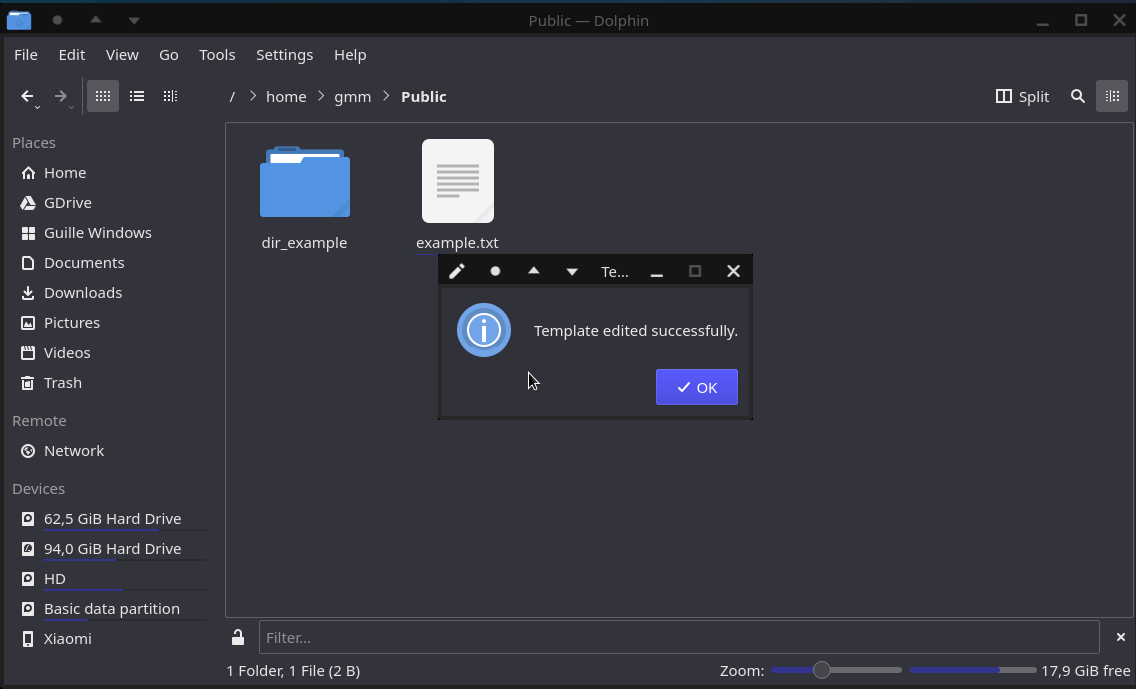 Public — Dolphin
File Edit View Go Tools Settings Help
/ home gmm Public Split
Places
Home
GDrive
Guille Windows
Documents
Downloads
Pictures
Videos
Trash
Remote
Network
Devices
62,5 GiB Hard Drive
94,0 GiB Hard Drive
HD
Basic data partition
Xiaomi
dir_example example.txt
Te...
Template edited successfully.
OK
Filter...
1 Folder, 1 File (2 B) Zoom: 17,9 GiB free